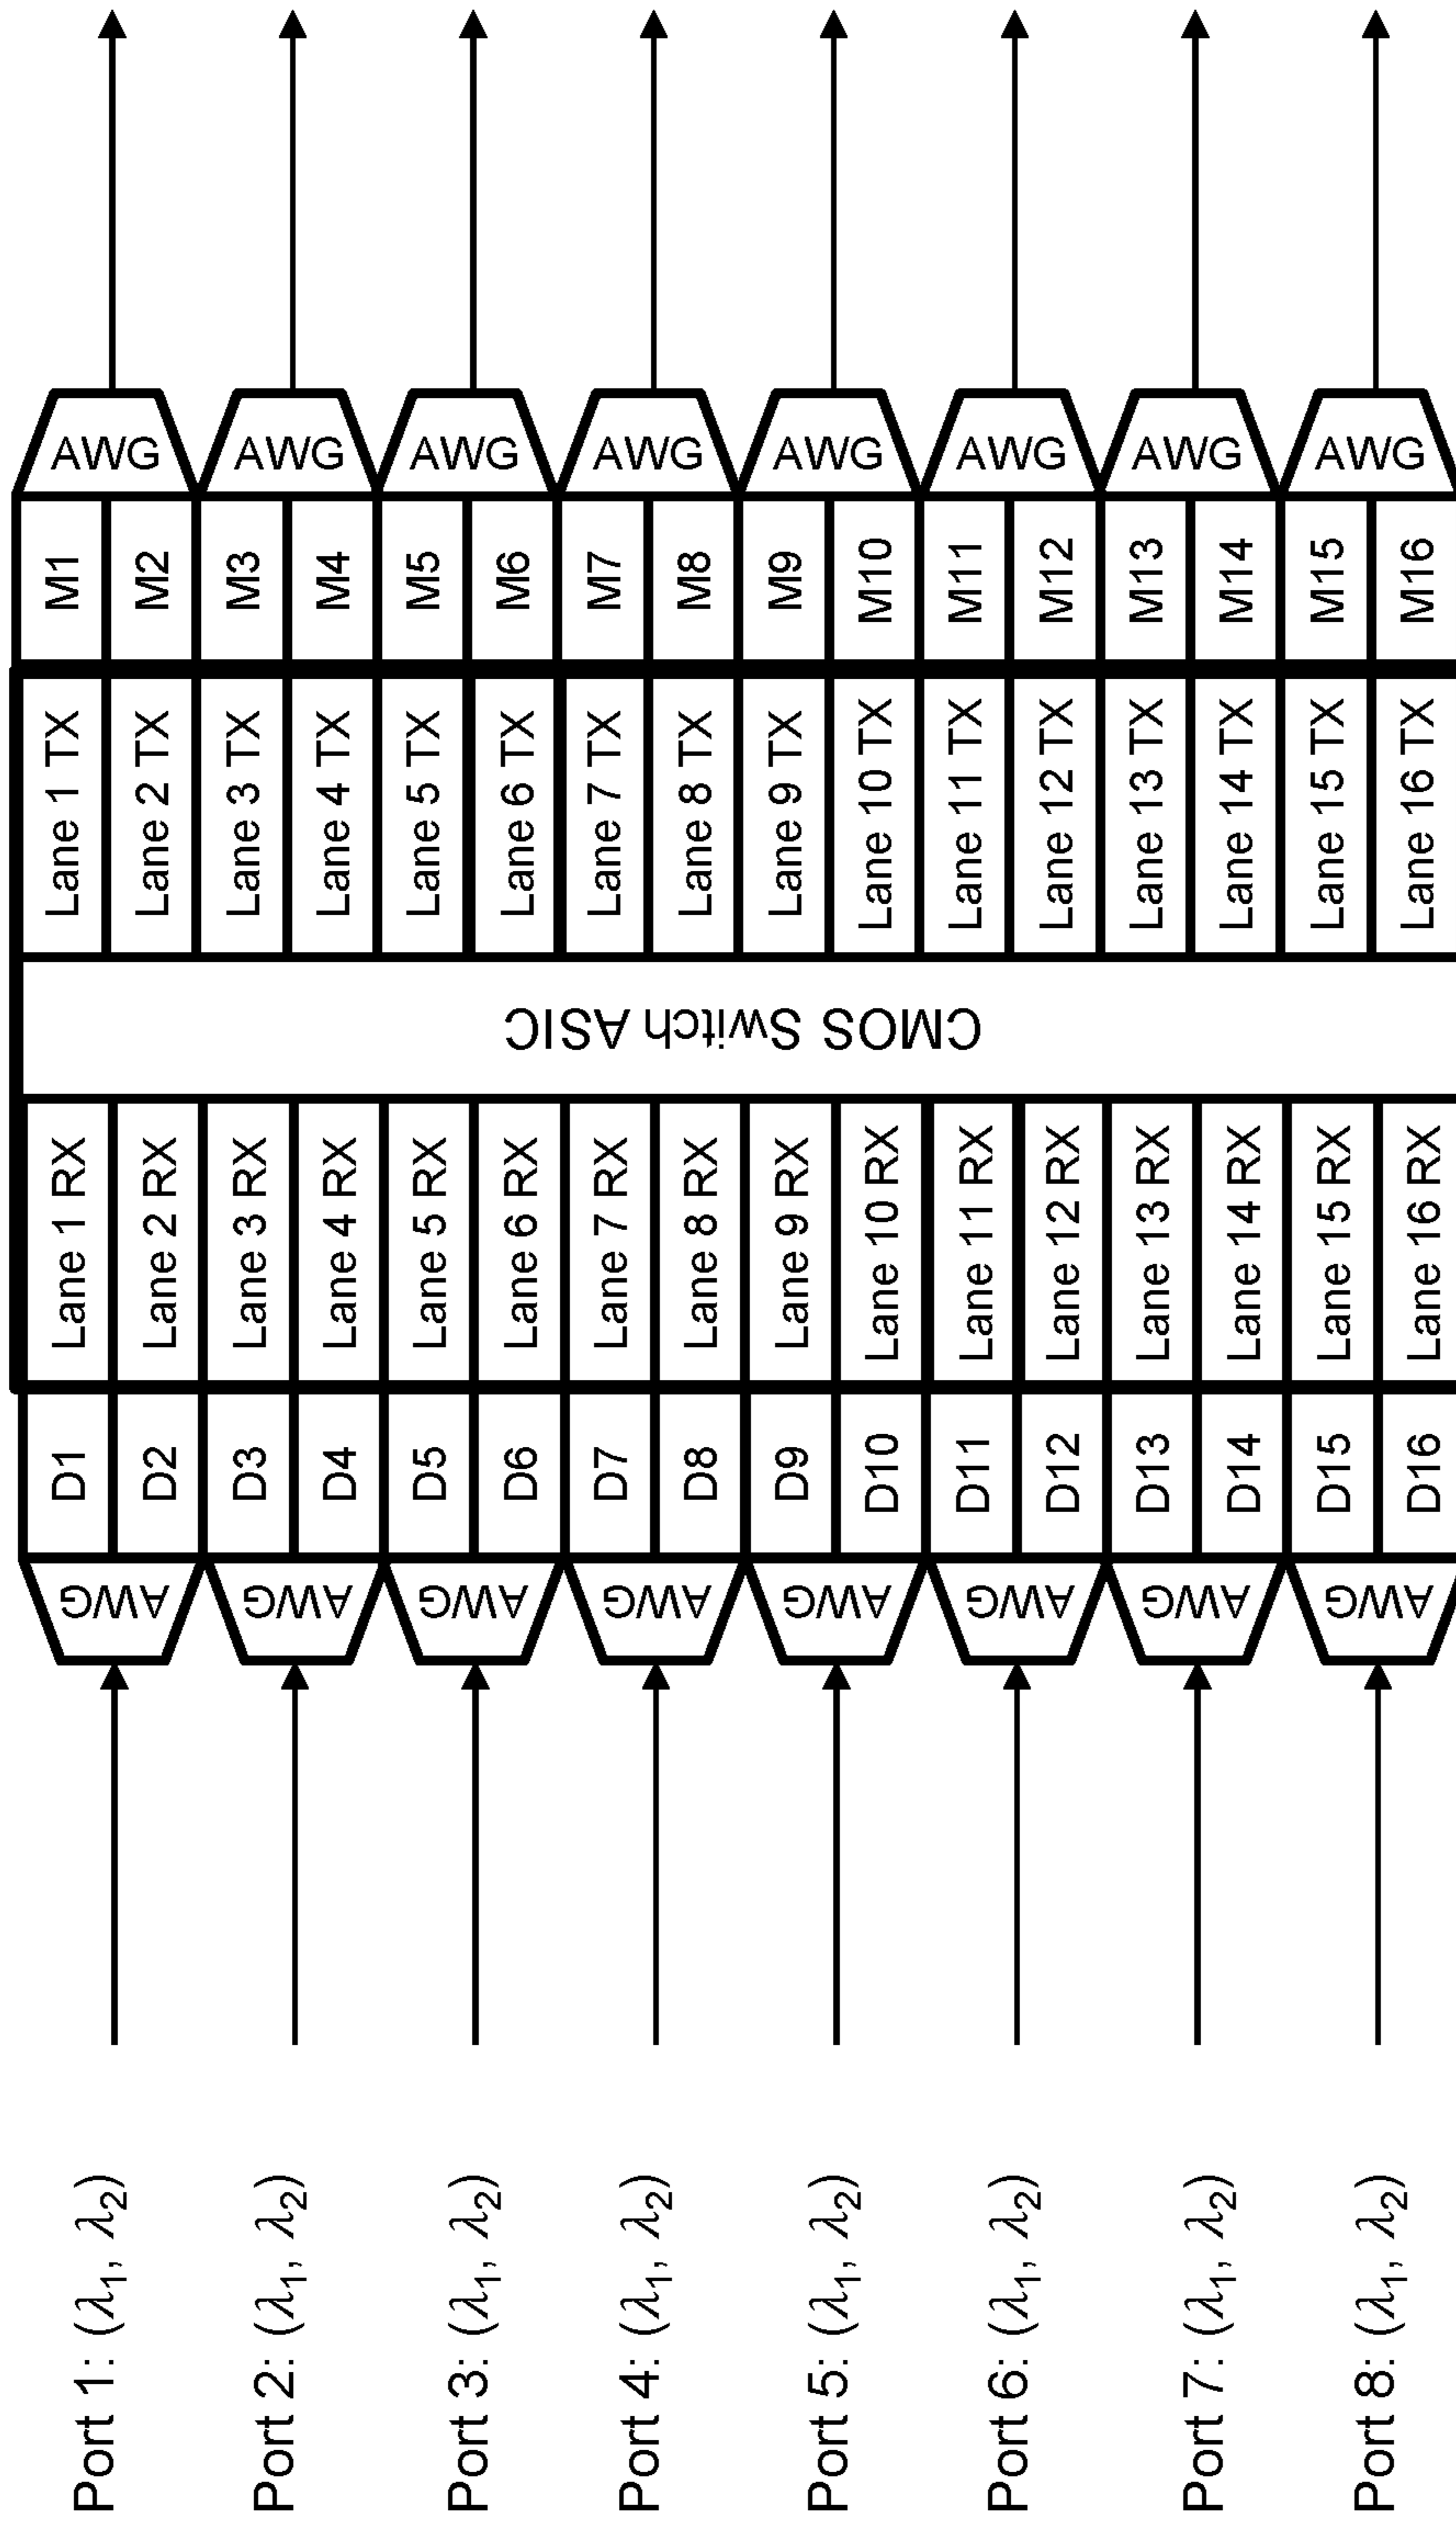 Port 1: (λ1, λ2)
AWG
D1
D2
Lane 1 RX
Lane 2 RX
Port 2: (λ1, λ2)
AWG
D3
D4
Lane 3 RX
Lane 4 RX
Port 3: (λ1, λ2)
AWG
D5
D6
Lane 5 RX
Lane 6 RX
Port 4: (λ1, λ2)
AWG
D7
D8
Lane 7 RX
Lane 8 RX
Port 5: (λ1, λ2)
AWG
D9
D10
Lane 9 RX
Lane 10 RX
Port 6: (λ1, λ2)
AWG
D11
D12
Lane 11 RX
Lane 12 RX
Port 7: (λ1, λ2)
AWG
D13
D14
Lane 13 RX
Lane 14 RX
Port 8: (λ1, λ2)
AWG
D15
D16
Lane 15 RX
Lane 16 RX
CMOS Switch ASIC
Lane 1 TX
Lane 2 TX
M1
M2
AWG
Lane 3 TX
Lane 4 TX
M3
M4
AWG
Lane 5 TX
Lane 6 TX
M5
M6
AWG
Lane 7 TX
Lane 8 TX
M7
M8
AWG
Lane 9 TX
Lane 10 TX
M9
M10
AWG
Lane 11 TX
Lane 12 TX
M11
M12
AWG
Lane 13 TX
Lane 14 TX
M13
M14
AWG
Lane 15 TX
Lane 16 TX
M15
M16
AWG